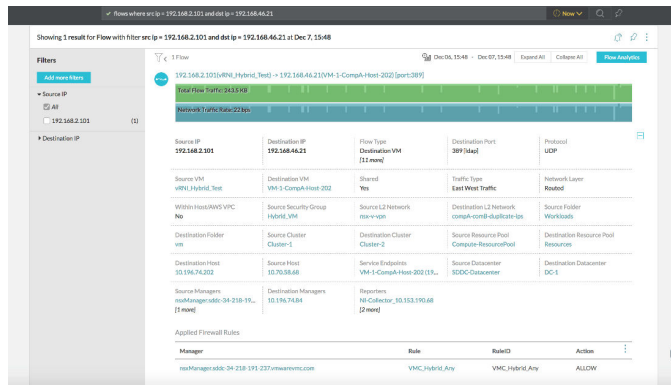 flows where src ip = 192.168.2.101 and dst ip = 192.168.46.21
Now
Showing 1 result for Flow with filter src ip = 192.168.2.101 and dst ip = 192.168.46.21 at Dec 7, 15:48
Filters
Add more filters
Source IP
All
192.168.2.101 (1)
Destination IP
1 Flow
Dec 06, 15:48 - Dec 07, 15:48
Expand All
Collapse All
Flow Analytics
192.168.2.101(vRNI_Hybrid_Test) -> 192.168.46.21(VM-1-CompA-Host-202) [port:389]
Total Flow Traffic: 243.5 KB
Network Traffic Rate: 22 bps
Source IP Destination IP Flow Type Destination Port Protocol
192.168.2.101 192.168.46.21 Destination VM 389 [ldap] UDP
[11 more]
Source VM Destination VM Shared Traffic Type Network Layer
vRNI_Hybrid_Test VM-1-CompA-Host-202 Yes East West Traffic Routed
Within Host/AWS VPC Source Security Group Source L2 Network Destination L2 Network Source Folder
No Hybrid_VM nsx-v-vpn compA-comB-duplicate-ips Workloads
Destination Folder Source Cluster Destination Cluster Source Resource Pool Destination Resource Pool
vm Cluster-1 Cluster-2 Compute-ResourcePool Resources
Destination Host Source Host Service Endpoints Source Datacenter Destination Datacenter
10.196.74.202 10.70.58.68 VM-1-CompA-Host-202 (19... SDDC-Datacenter DC-1
Source Managers Destination Managers Reporters
nsxManager.sddc-34-218-19... 10.196.74.84 NI-Collector_10.153.190.68
[1 more] [2 more]
Applied Firewall Rules
Manager Rule RuleID Action
nsxManager.sddc-34-218-191-237.vmwarevmc.com VMC_Hybrid_Any VMC_Hybrid_Any ALLOW